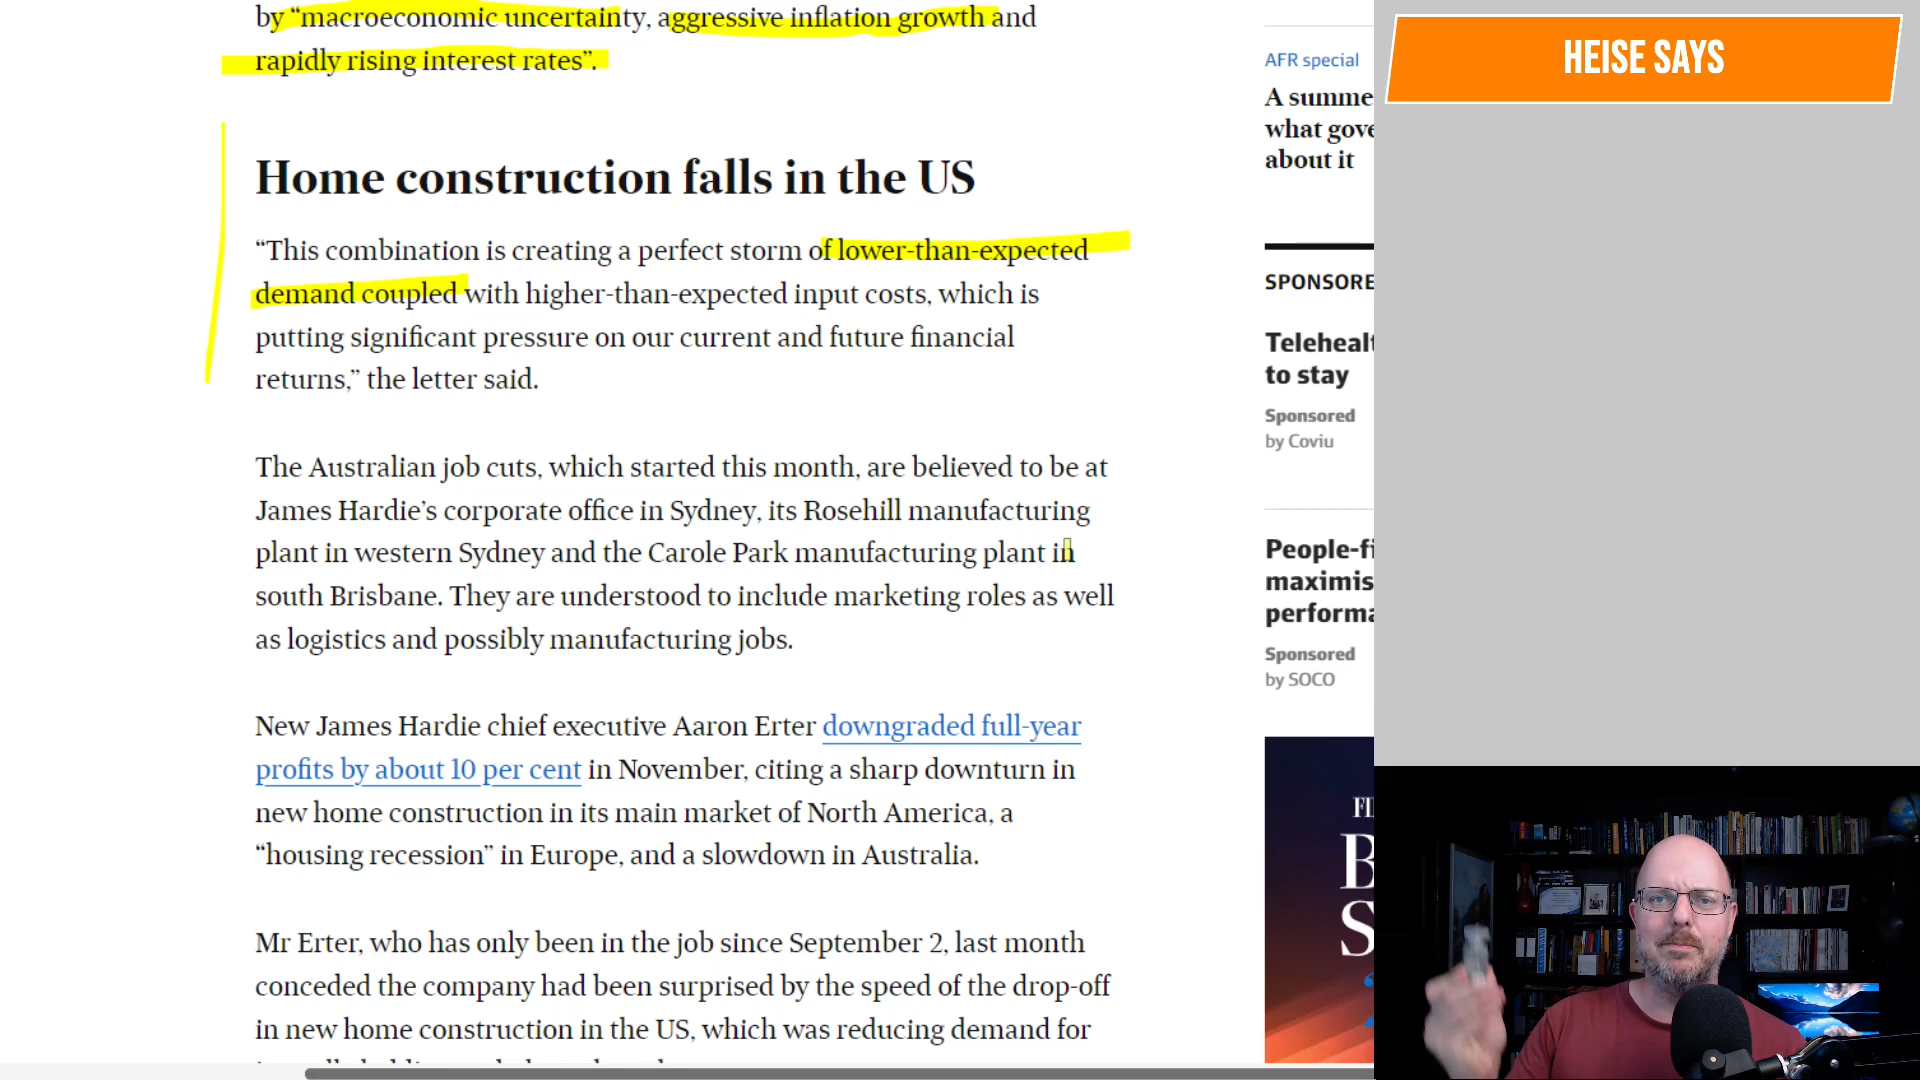 by “macroeconomic uncertainty, aggressive inflation growth and
rapidly rising interest rates”.
Home construction falls in the US
“This combination is creating a perfect storm of lower-than-expected
demand coupled with higher-than-expected input costs, which is
putting significant pressure on our current and future financial
returns,” the letter said.
The Australian job cuts, which started this month, are believed to be at
James Hardie’s corporate office in Sydney, its Rosehill manufacturing
plant in western Sydney and the Carole Park manufacturing plant in
south Brisbane. They are understood to include marketing roles as well
as logistics and possibly manufacturing jobs.
New James Hardie chief executive Aaron Erter downgraded full-year
profits by about 10 per cent in November, citing a sharp downturn in
new home construction in its main market of North America, a
“housing recession” in Europe, and a slowdown in Australia.
Mr Erter, who has only been in the job since September 2, last month
conceded the company had been surprised by the speed of the drop-off
in new home construction in the US, which was reducing demand for
AFR special
A summe
what gove
about it
SPONSORE
Telehealt
to stay
Sponsored
by Coviu
People-fi
maximis
performa
Sponsored
by SOCO
FI
B
S
HEISE SAYS